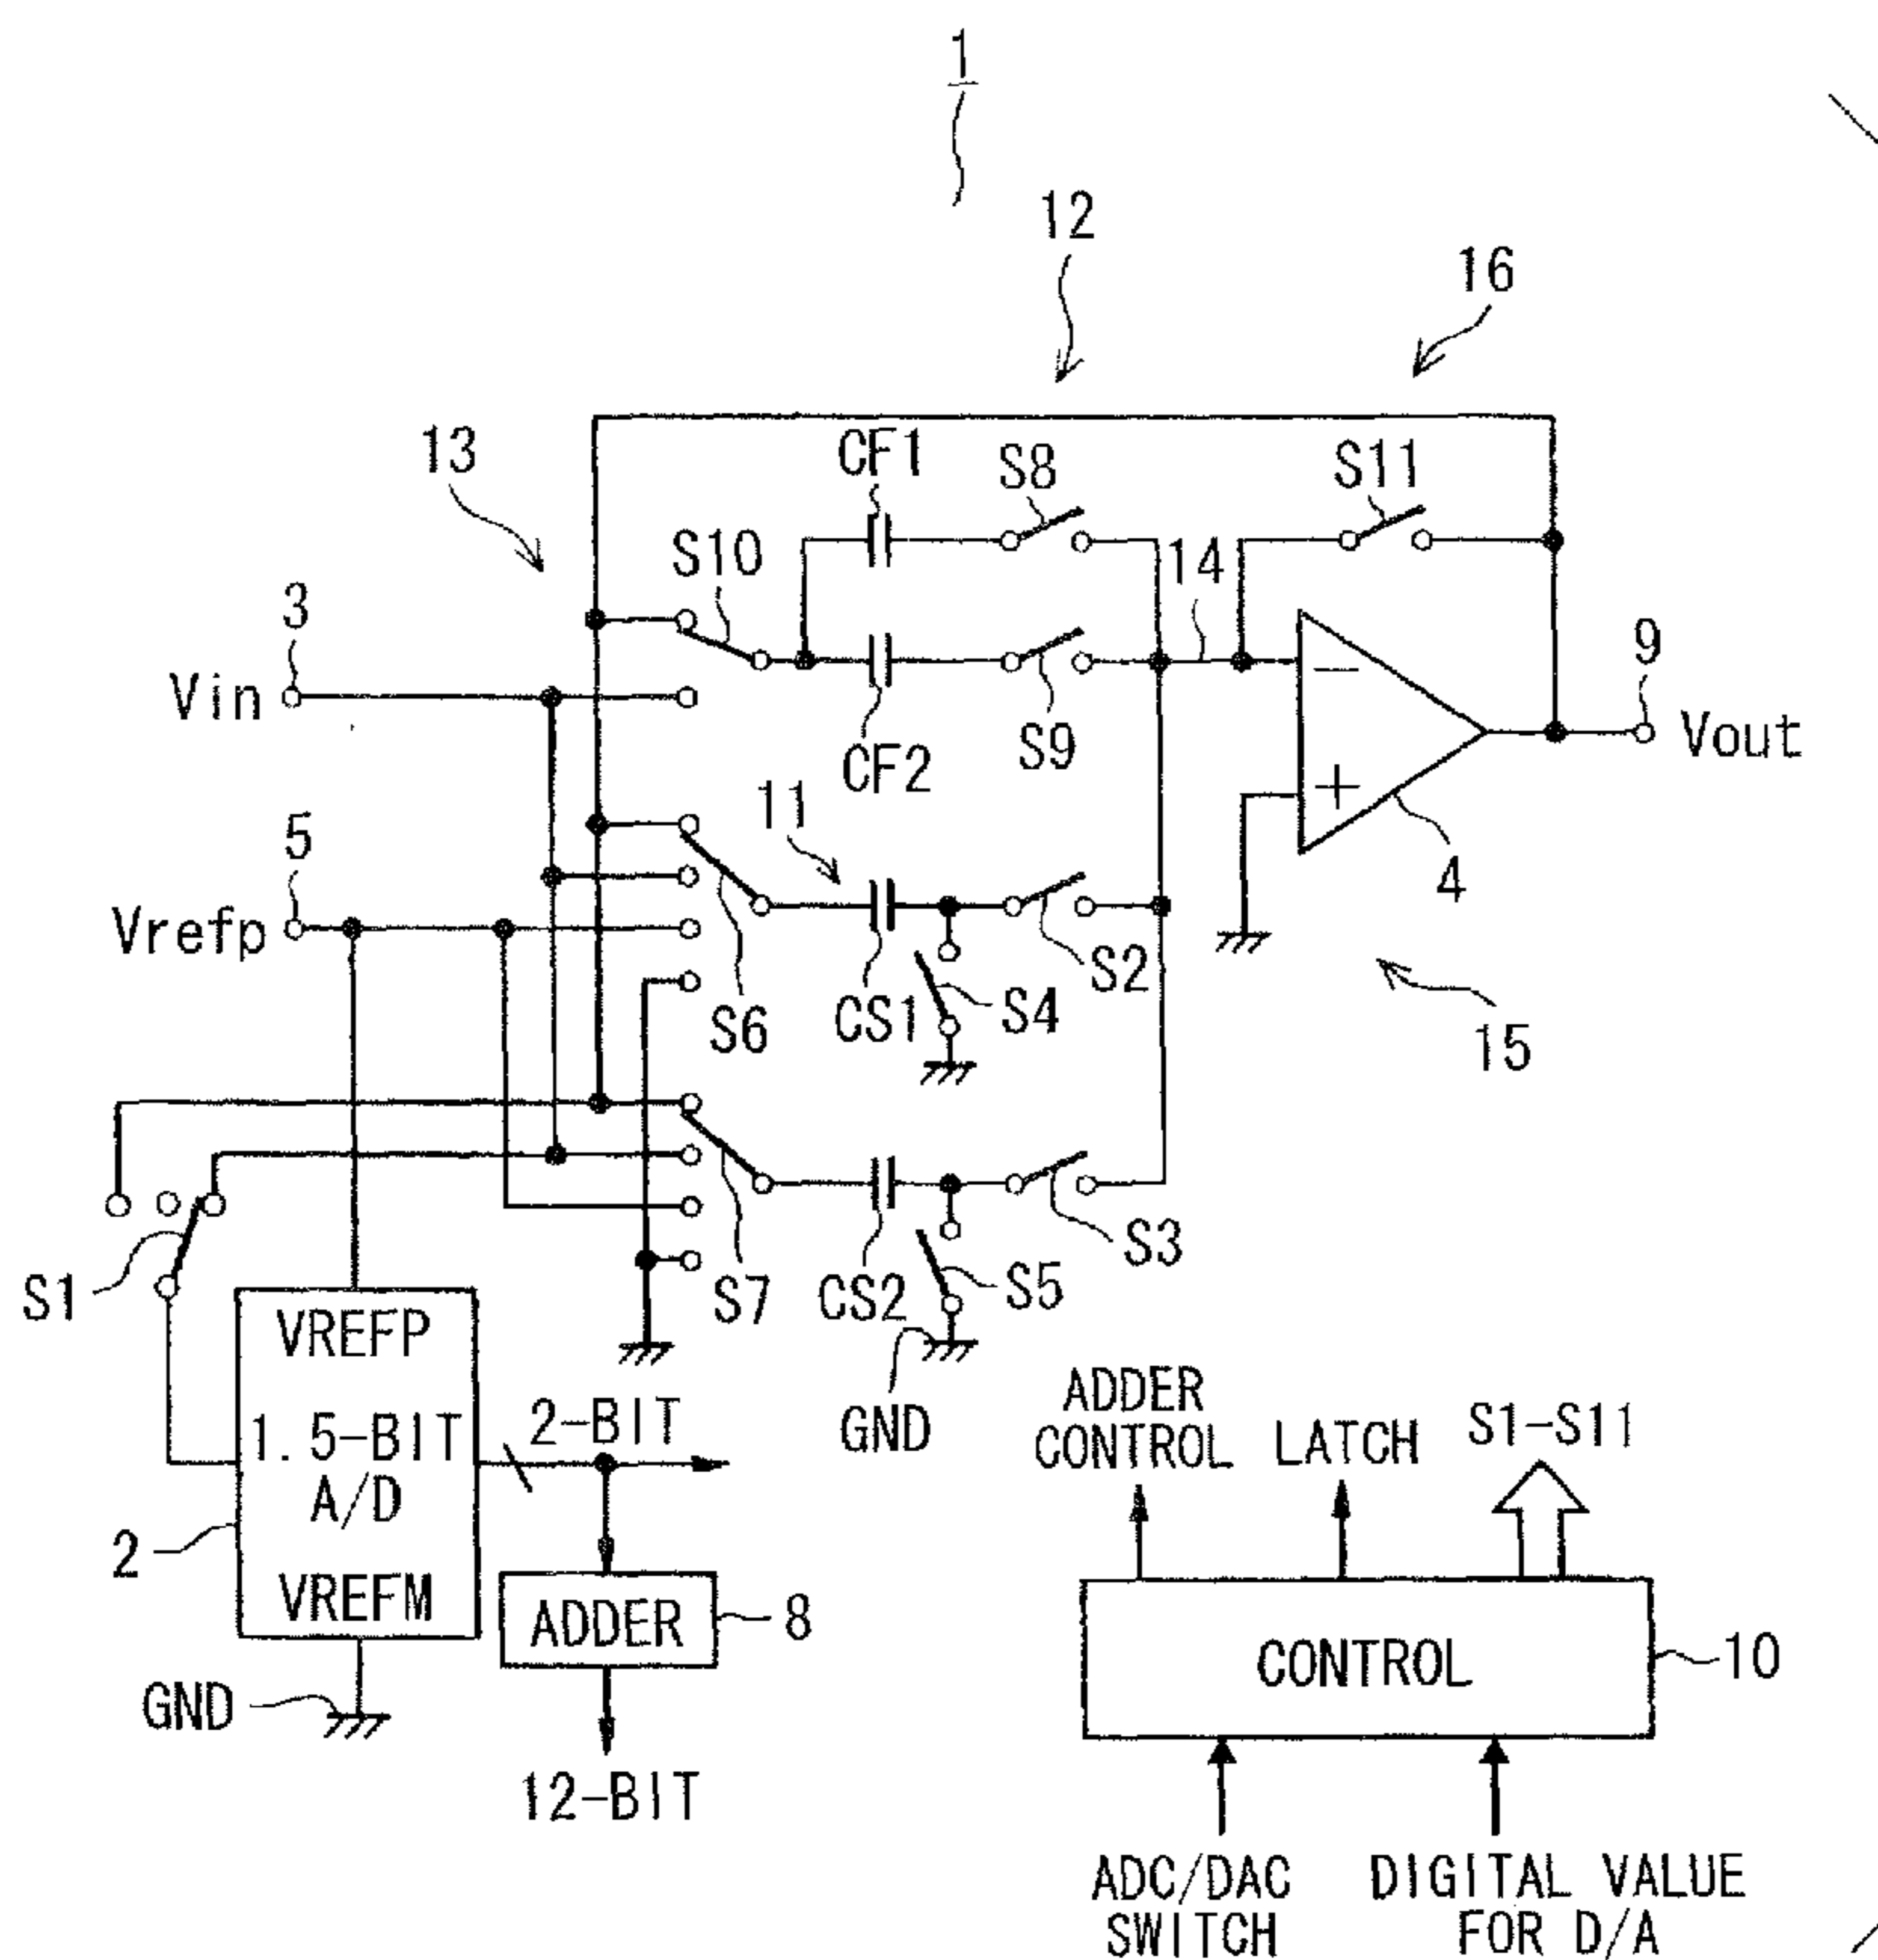 1
12
16
13
CF1
S8
S11
S10
14
3
9
Vin
Vout
CF2
S9
11
5
4
Vrefp
S2
S6
CS1
S4
15
S1
S7
CS2
S5
S3
VREFP
1.5-BIT
A/D
VREFM
2
2-BIT
GND
ADDER
CONTROL
LATCH
S1-S11
ADDER
8
CONTROL
10
GND
12-BIT
ADC/DAC
SWITCH
DIGITAL VALUE
FOR D/A